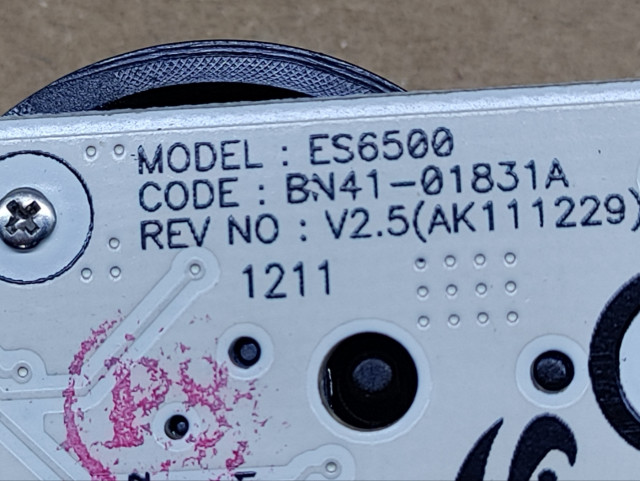 MODEL : ES6500
CODE : BN41-01831A
REV NO : V2.5(AK111229)
1211